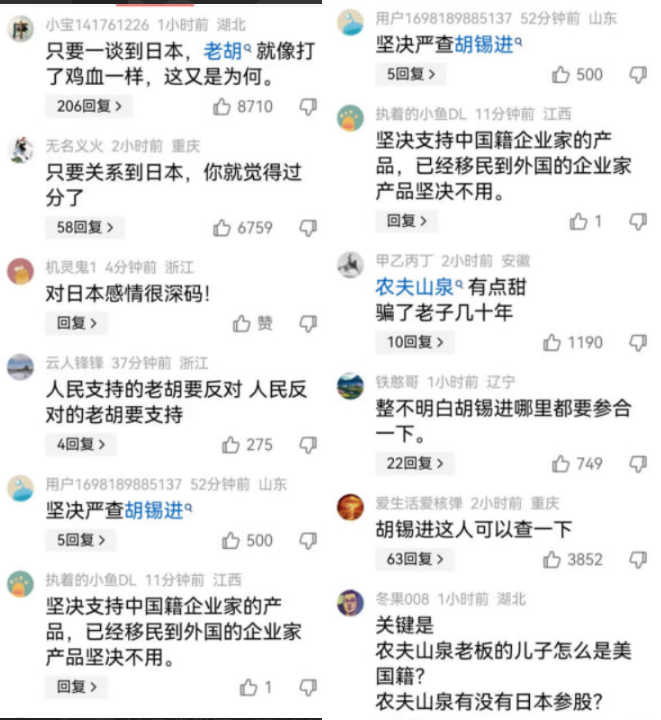 小宝141761226 1小时前 湖北
只要一谈到日本，老胡就像打
了鸡血一样，这又是为何。
206回复 >
8710
无名义火 2小时前 重庆
只要关系到日本，你就觉得过
分了
58回复 >
6759
机灵鬼1 4分钟前 浙江
对日本感情很深码！
回复 >
赞
云人锋锋 37分钟前 浙江
人民支持的老胡要反对 人民反
对的老胡要支持
4回复 >
275
用户1698189885137 52分钟前 山东
坚决严查胡锡进
5回复 >
500
执着的小鱼DL 11分钟前 江西
坚决支持中国籍企业家的产
品，已经移民到外国的企业家
产品坚决不用。
回复 >
1
用户1698189885137 52分钟前 山东
坚决严查胡锡进
5回复 >
500
执着的小鱼DL 11分钟前 江西
坚决支持中国籍企业家的产
品，已经移民到外国的企业家
产品坚决不用。
回复 >
1
甲乙丙丁 2小时前 安徽
农夫山泉 有点甜
骗了老子几十年
10回复 >
1190
铁憨哥 1小时前 辽宁
整不明白胡锡进哪里都要参合
一下。
22回复 >
749
爱生活爱核弹 2小时前 重庆
胡锡进这人可以查一下
63回复 >
3852
冬果008 1小时前 湖北
关键是
农夫山泉老板的儿子怎么是美
国籍？
农夫山泉有没有日本参股？